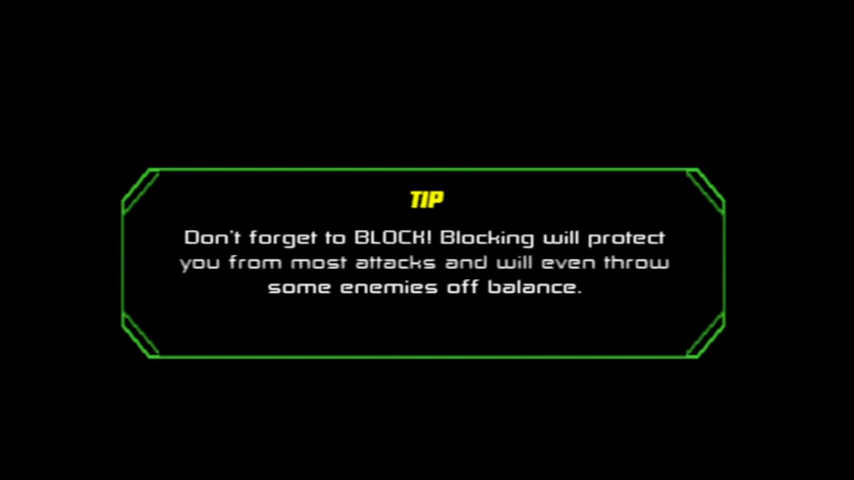 TIP
Don't forget to BLOCK! Blocking will protect
you from most attacks and will even throw
some enemies off balance.